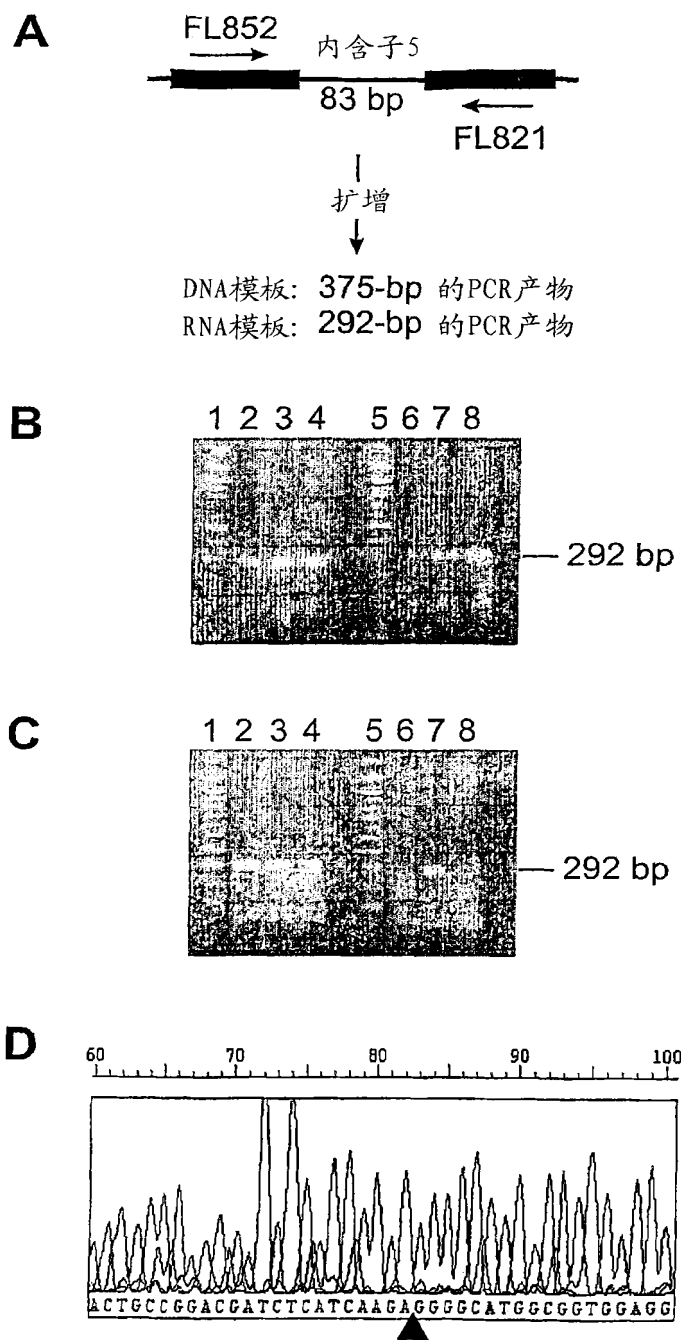 A
FL852
内含子5
83 bp
FL821
扩增
DNA模板: 375-bp 的PCR产物
RNA模板: 292-bp 的PCR产物
B
1 2 3 4 5 6 7 8
292 bp
C
1 2 3 4 5 6 7 8
292 bp
D
60 70 80 90 100
ACTGCCGGACGATCTCATCAAGAGGGGCATGGCGGTGGAGG